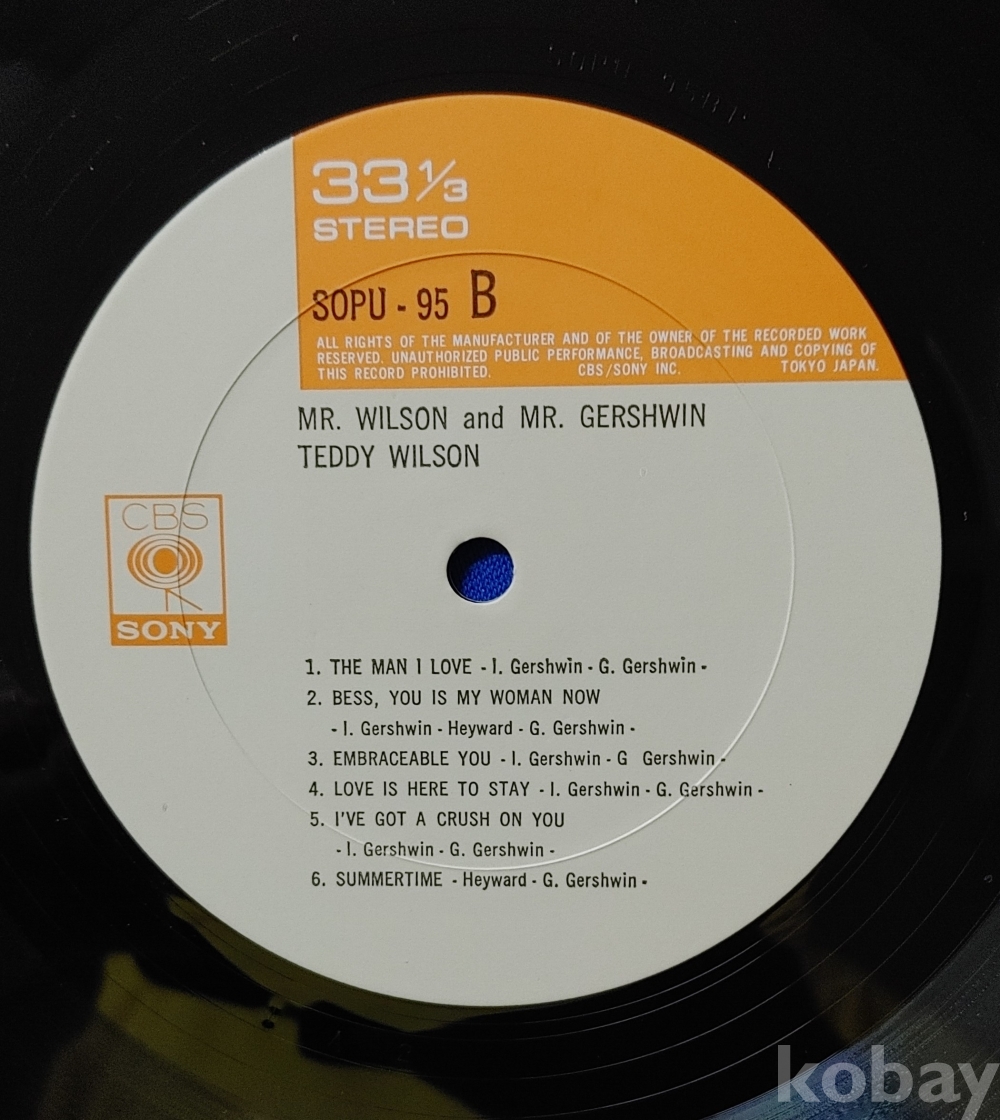 33 1/3
STEREO
SOPU - 95 B
ALL RIGHTS OF THE MANUFACTURER AND OF THE OWNER OF THE RECORDED WORK
RESERVED. UNAUTHORIZED PUBLIC PERFORMANCE, BROADCASTING AND COPYING OF
THIS RECORD PROHIBITED. CBS/SONY INC. TOKYO JAPAN.
MR. WILSON and MR. GERSHWIN
TEDDY WILSON
CBS
SONY
1. THE MAN I LOVE - I. Gershwin - G. Gershwin -
2. BESS, YOU IS MY WOMAN NOW
- I. Gershwin - Heyward - G. Gershwin -
3. EMBRACEABLE YOU - I. Gershwin - G Gershwin -
4. LOVE IS HERE TO STAY - I. Gershwin - G. Gershwin -
5. I'VE GOT A CRUSH ON YOU
- I. Gershwin - G. Gershwin -
6. SUMMERTIME - Heyward - G. Gershwin -
kobay